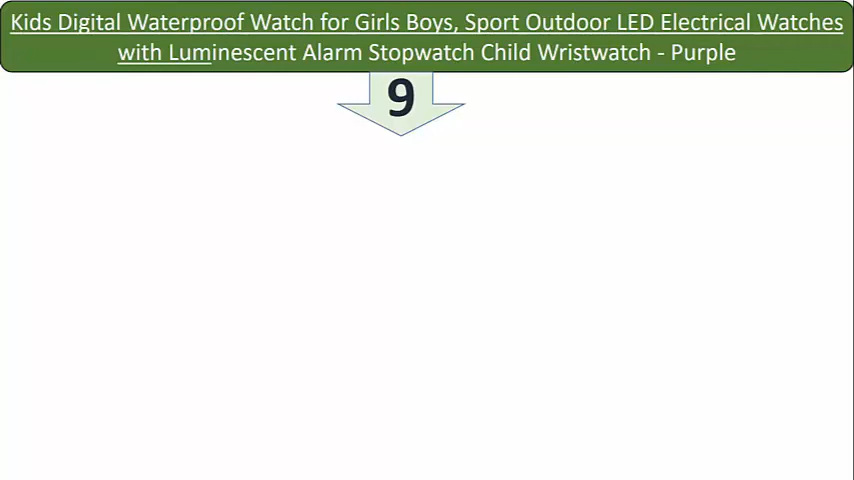 Kids Digital Waterproof Watch for Girls Boys, Sport Outdoor LED Electrical Watches
with Luminescent Alarm Stopwatch Child Wristwatch - Purple
9